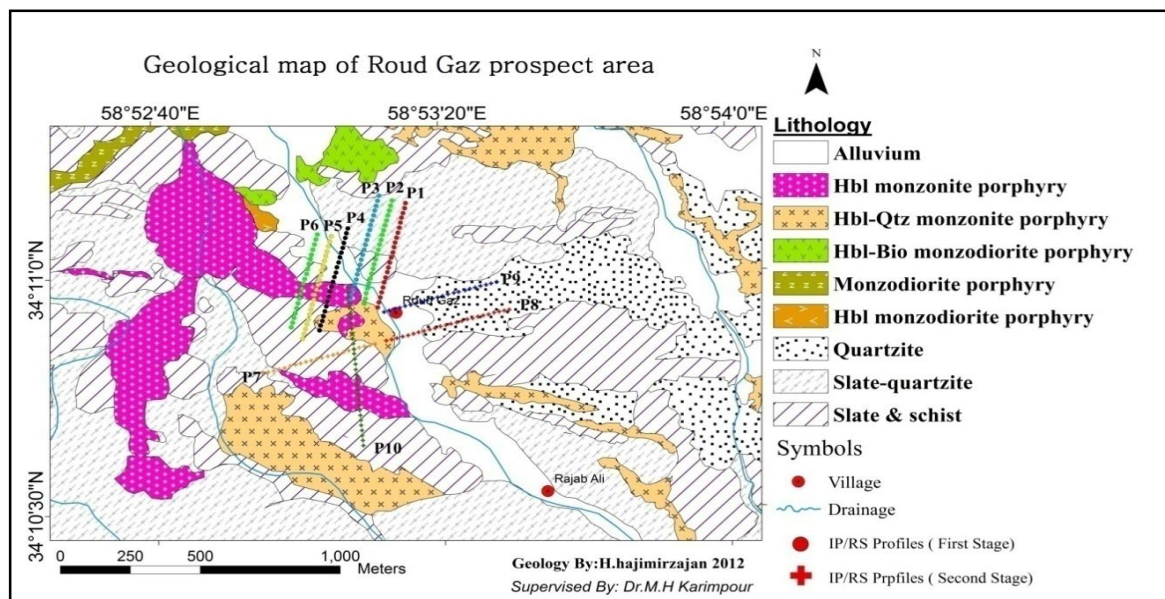 Geological map of Roud Gaz prospect area
N
58°52'40"E
58°53'20"E
58°54'0"E
34°11'0"N
34°10'30"N
P3
P2
P1
P4
P5
P6
P9
Roud Gaz
P8
P7
P10
Rajab Ali
0 250 500 1,000
Meters
Geology By:H.hajimirzajan 2012
Supervised By: Dr.M.H Karimpour
Lithology
Alluvium
Hbl monzonite porphyry
Hbl-Qtz monzonite porphyry
Hbl-Bio monzodiorite porphyry
Monzodiorite porphyry
Hbl monzodiorite porphyry
Quartzite
Slate-quartzite
Slate & schist
Symbols
Village
Drainage
IP/RS Profiles ( First Stage)
IP/RS Prpfiles ( Second Stage)